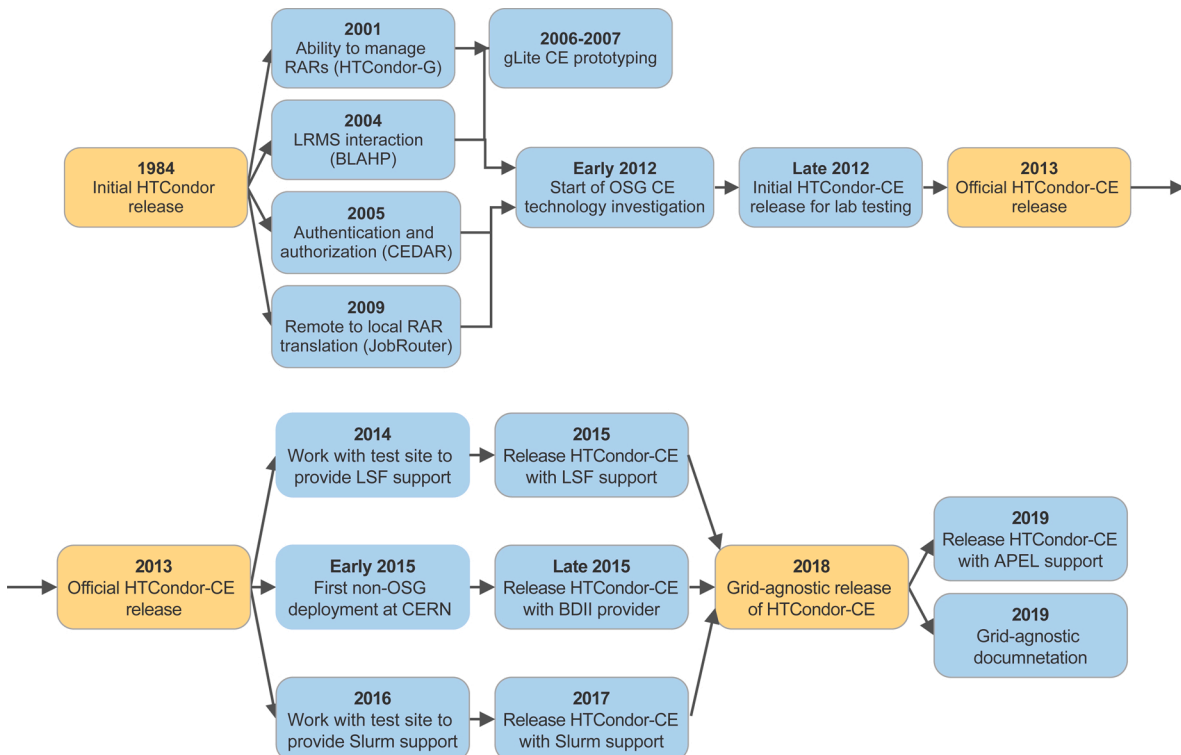 2001
Ability to manage
RARs (HTCondor-G)
2006-2007
gLite CE prototyping
2004
LRMS interaction
(BLAHP)
1984
Initial HTCondor
release
Early 2012
Start of OSG CE
technology investigation
Late 2012
Initial HTCondor-CE
release for lab testing
2013
Official HTCondor-CE
release
2005
Authentication and
authorization (CEDAR)
2009
Remote to local RAR
translation (JobRouter)
2014
Work with test site to
provide LSF support
2015
Release HTCondor-CE
with LSF support
2019
Release HTCondor-CE
with APEL support
2013
Official HTCondor-CE
release
Early 2015
First non-OSG
deployment at CERN
Late 2015
Release HTCondor-CE
with BDII provider
2018
Grid-agnostic release
of HTCondor-CE
2019
Grid-agnostic
documnetation
2016
Work with test site to
provide Slurm support
2017
Release HTCondor-CE
with Slurm support